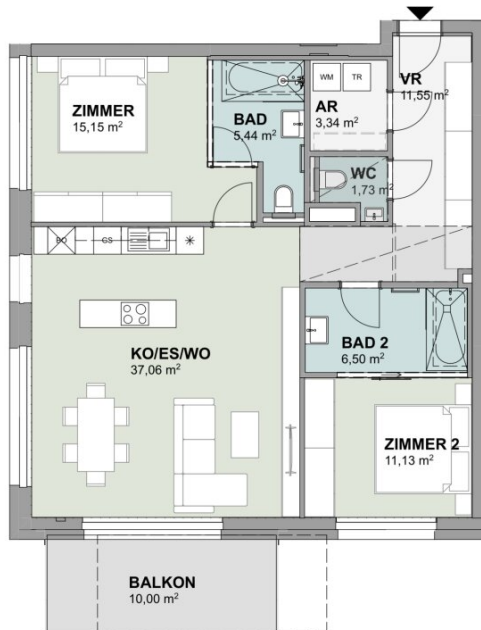 ZIMMER
15,15 m²
BAD
5,44 m²
WM
TR
AR
3,34 m²
VR
11,55 m²
WC
1,73 m²
GS
KO/ES/WO
37,06 m²
BAD 2
6,50 m²
ZIMMER 2
11,13 m²
BALKON
10,00 m²